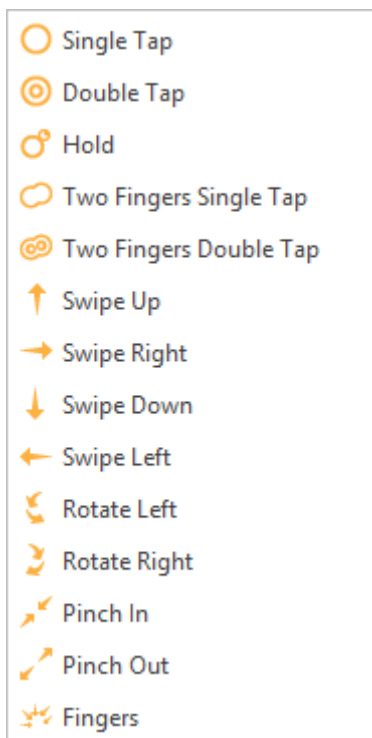 Single Tap
Double Tap
Hold
Two Fingers Single Tap
Two Fingers Double Tap
Swipe Up
Swipe Right
Swipe Down
Swipe Left
Rotate Left
Rotate Right
Pinch In
Pinch Out
Fingers